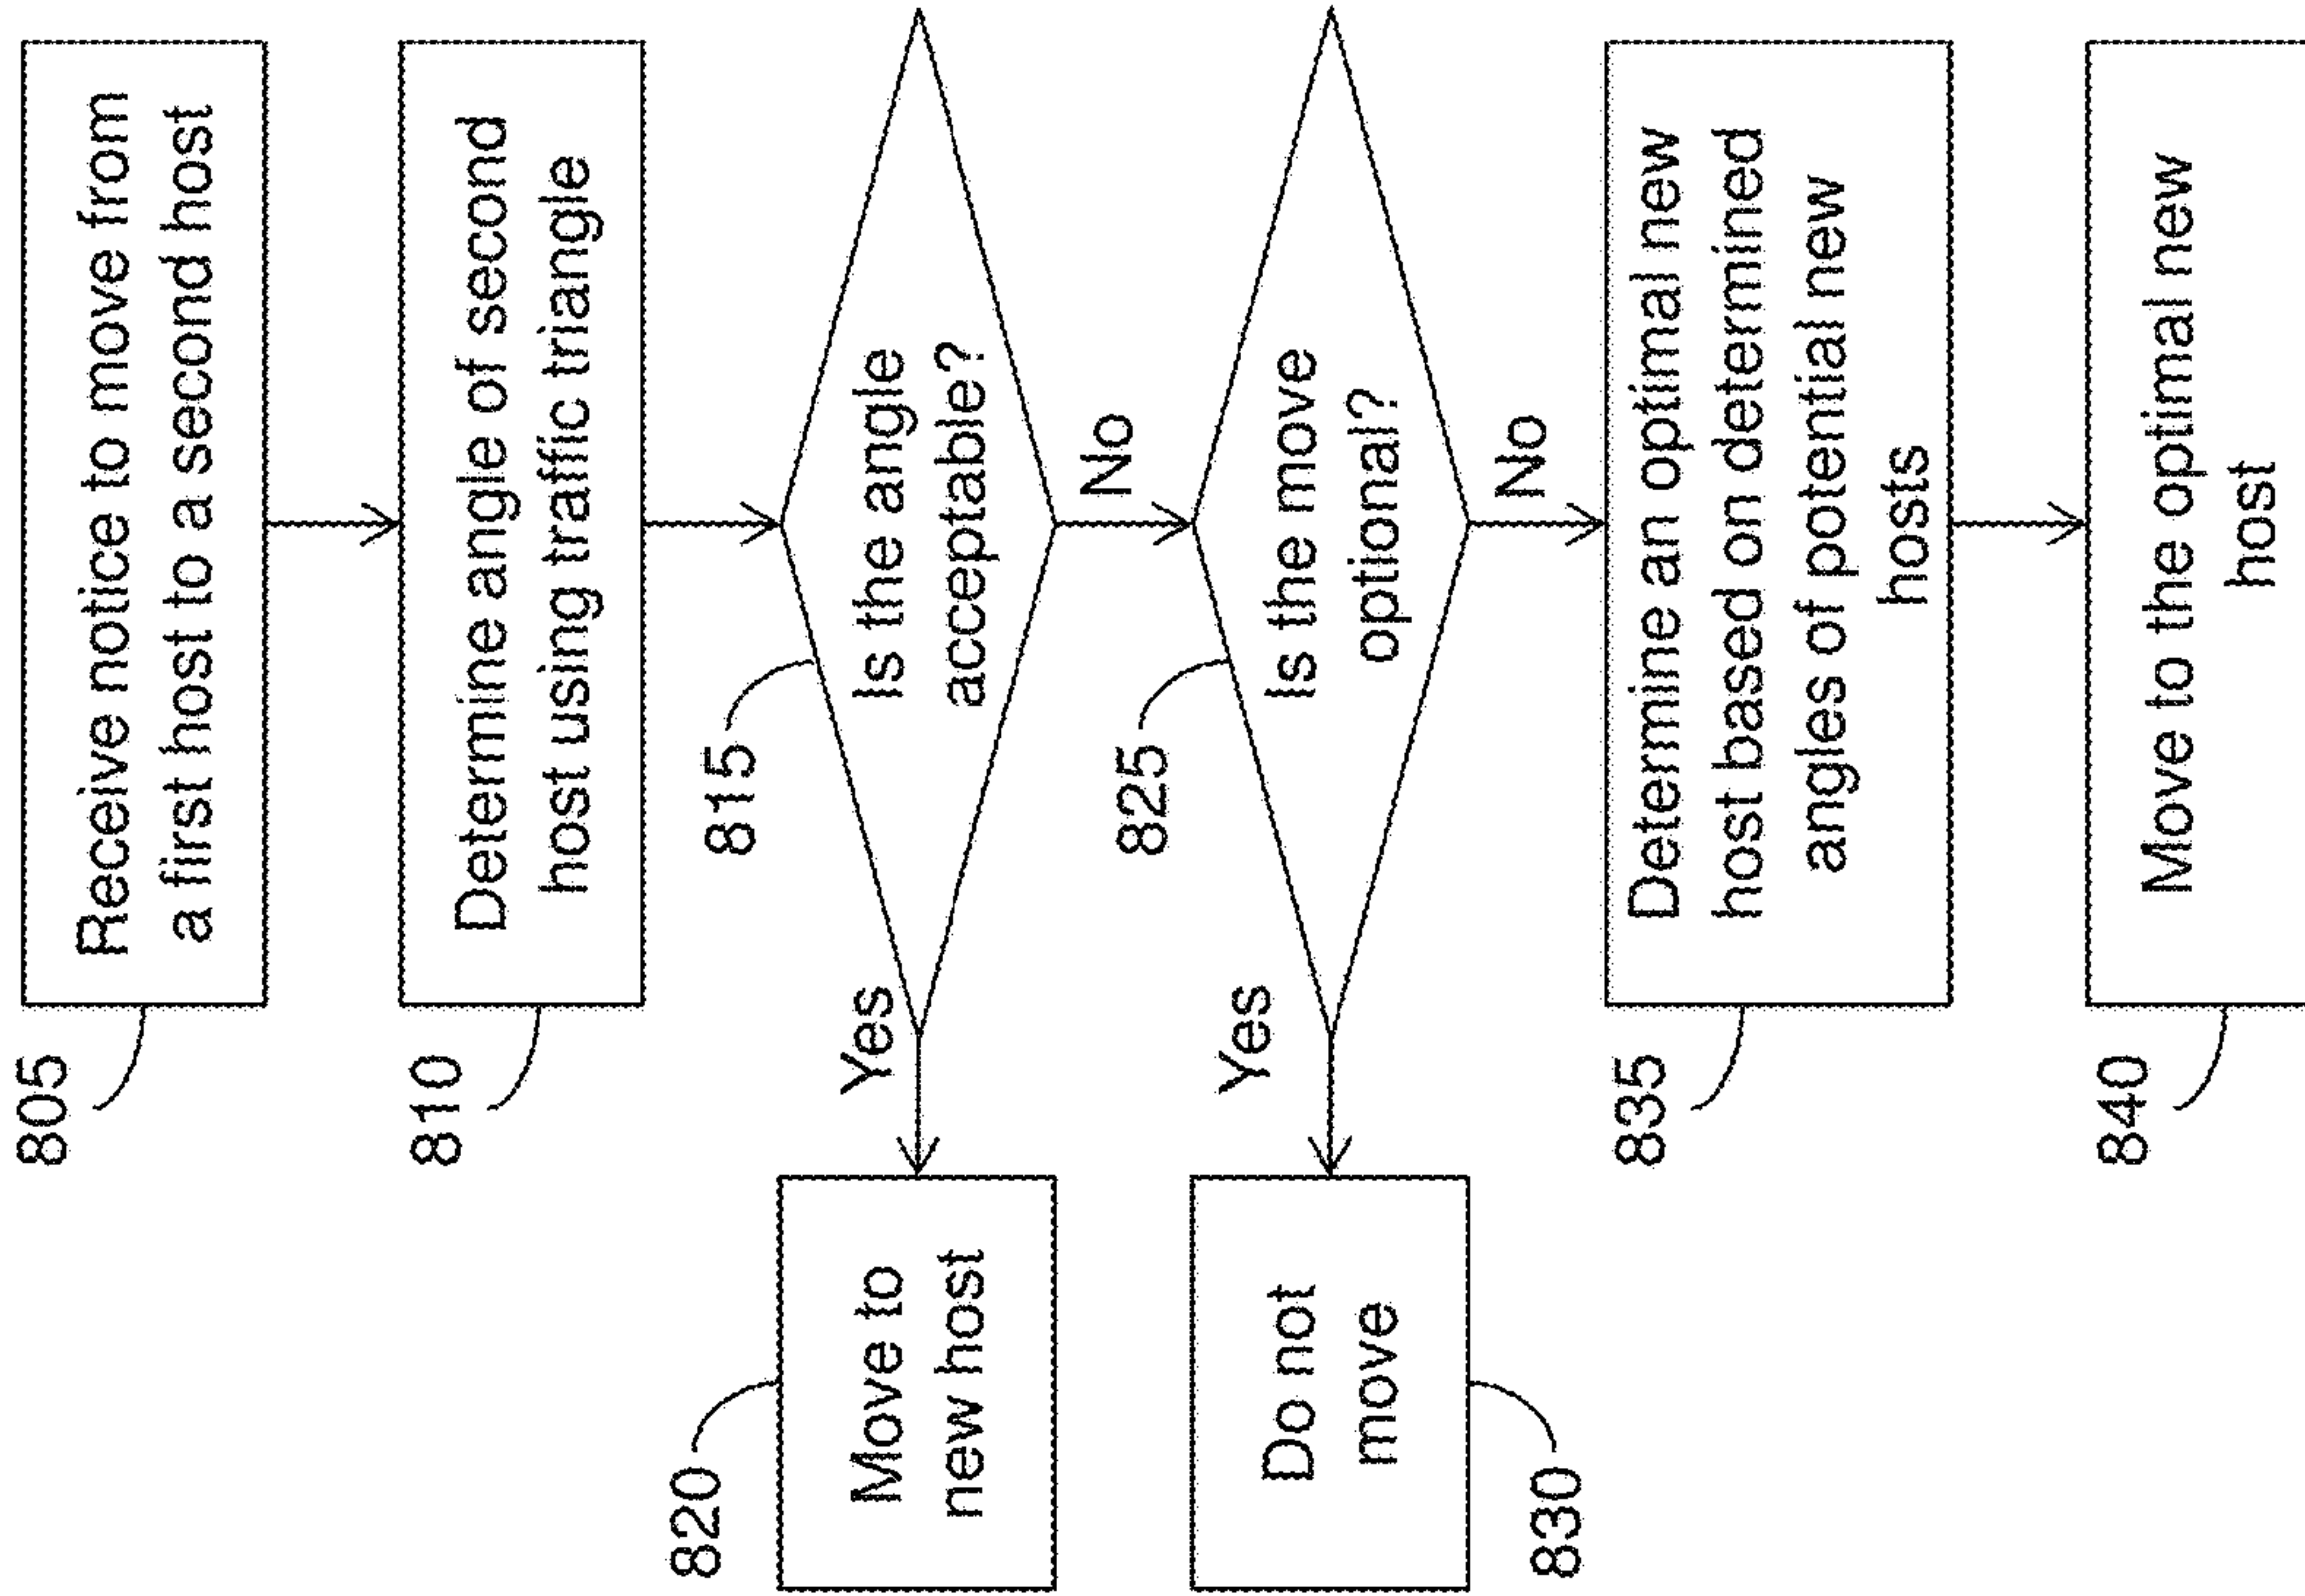 805
Receive notice to move from
a first host to a second host
810
Determine angle of second
host using traffic triangle
815
Is the angle
acceptable?
Yes
No
820
Move to
new host
825
Is the move
optional?
Yes
No
830
Do not
move
835
Determine an optimal new
host based on determined
angles of potential new
hosts
840
Move to the optimal new
host